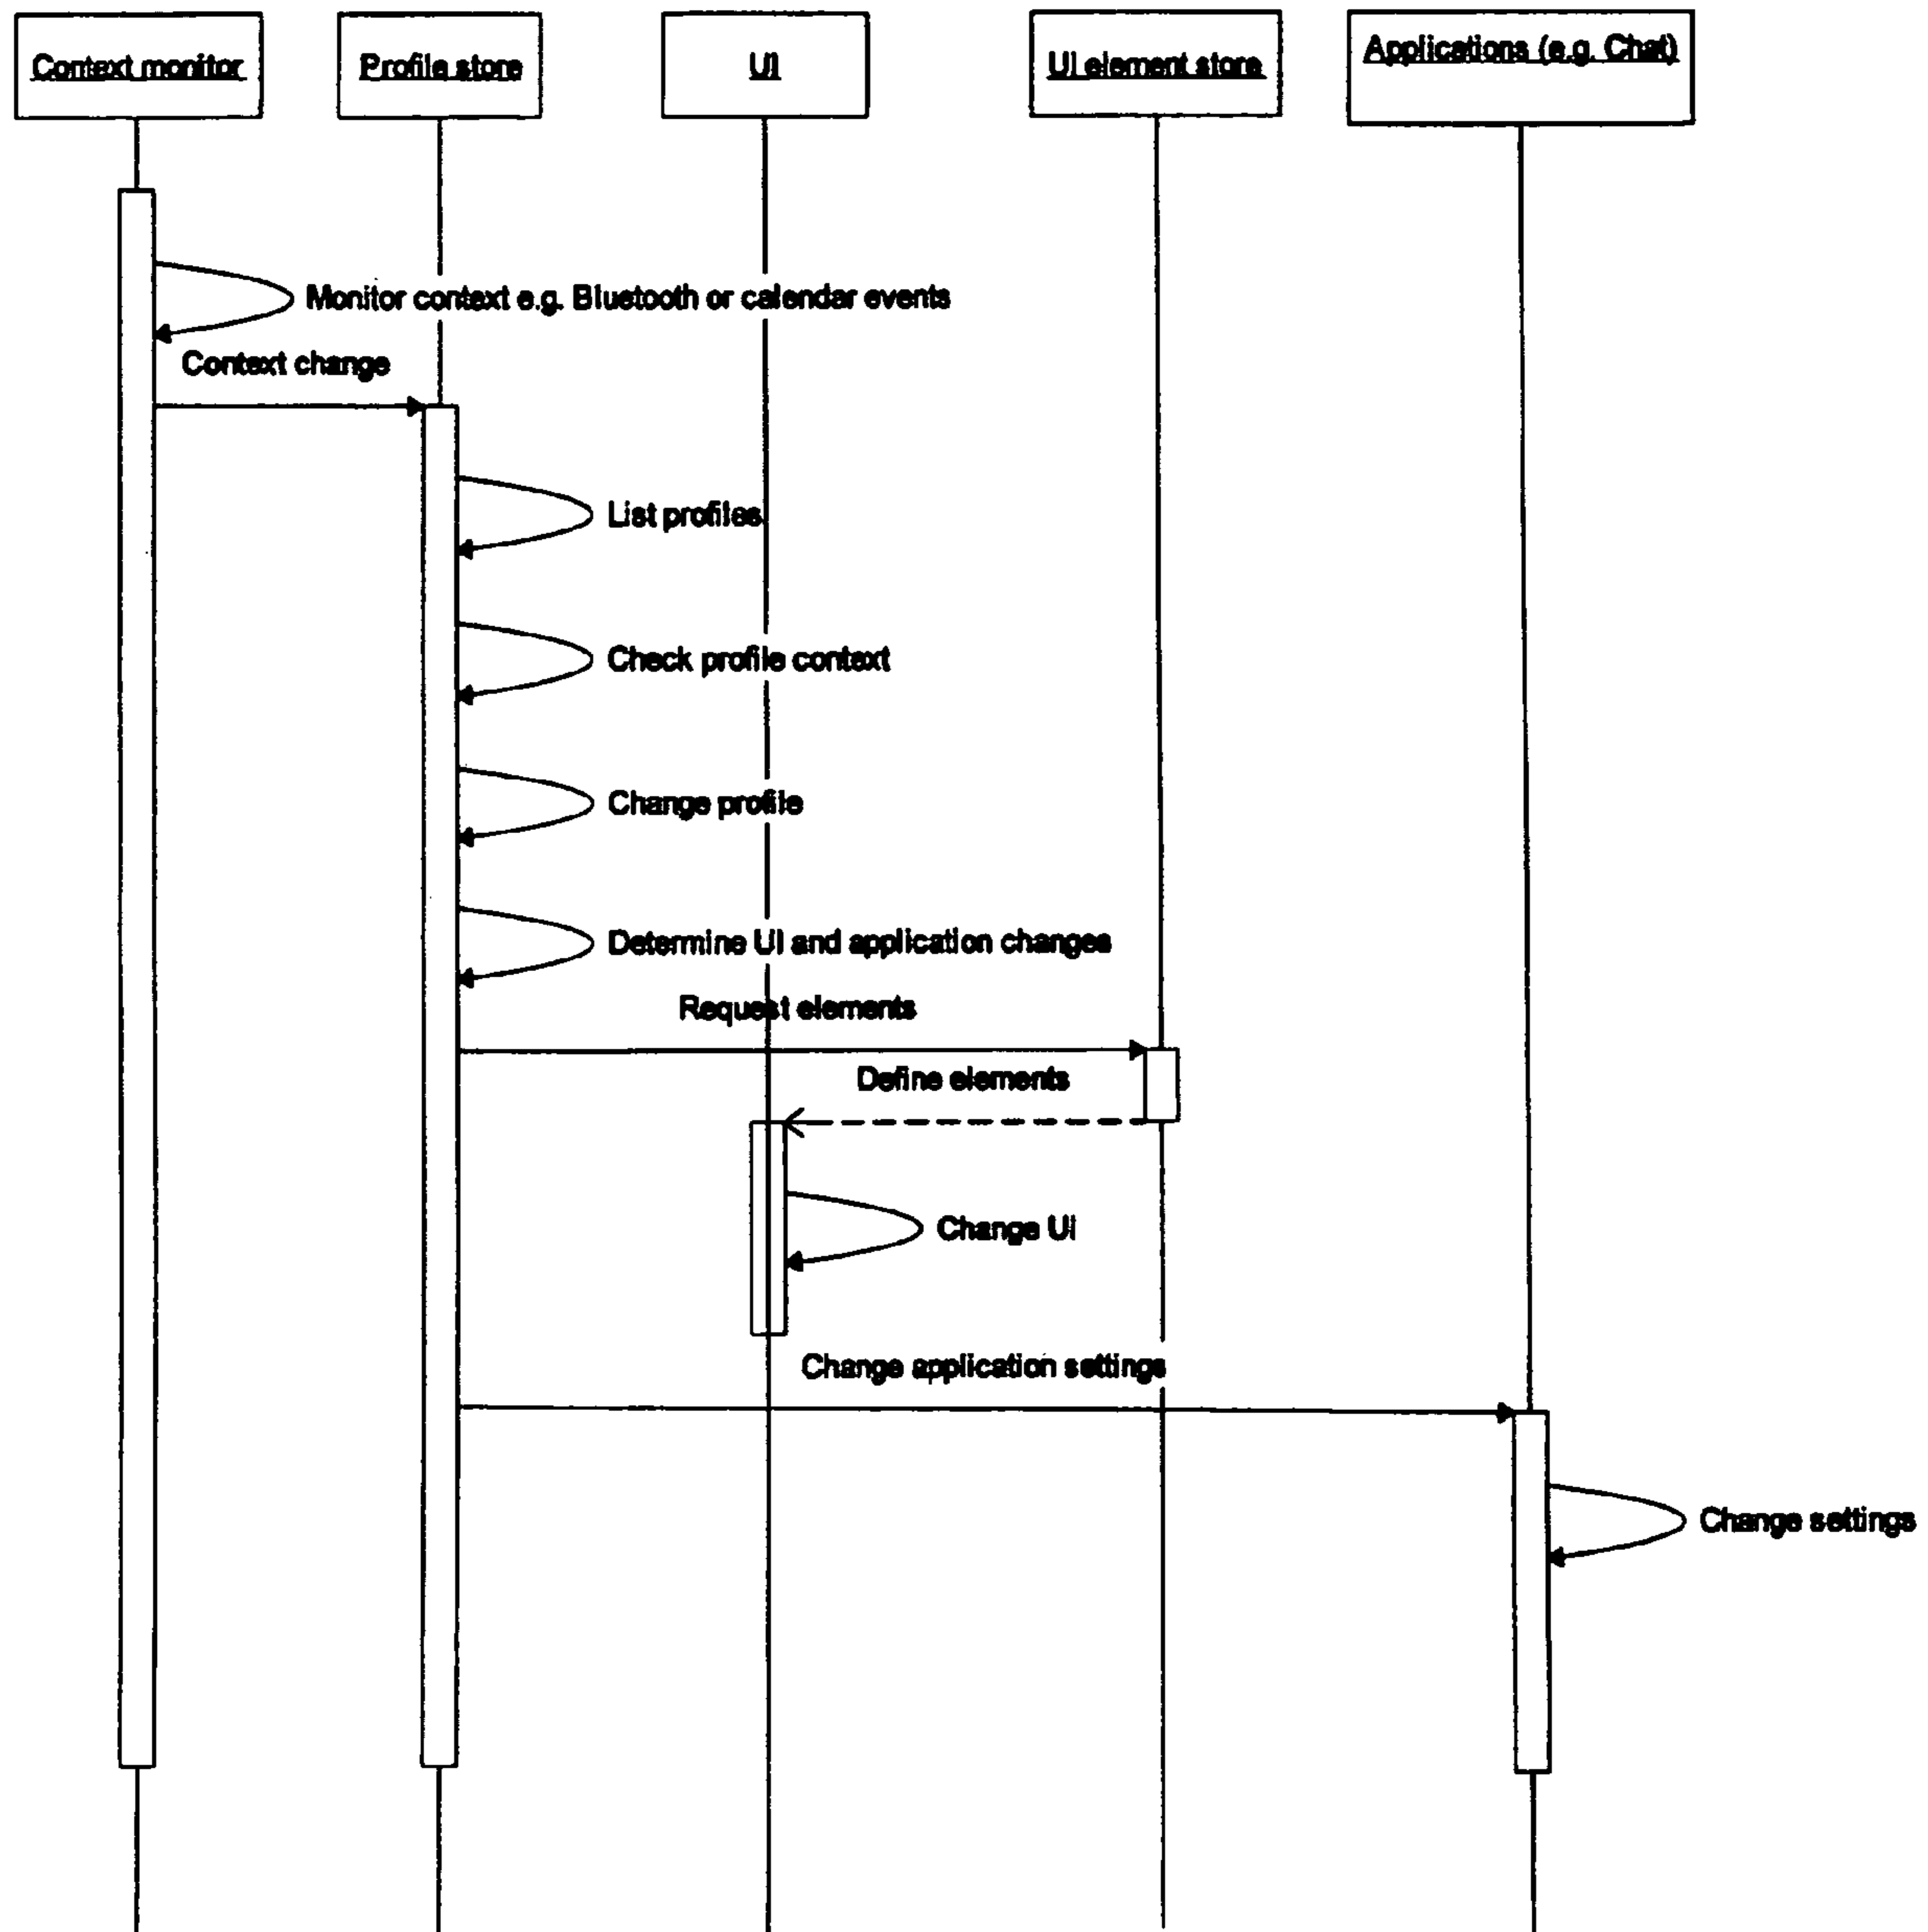 Context monitor
Profile store
UI
UI element store
Applications (e.g. Chat)
Monitor context e.g. Bluetooth or calendar events
Context change
List profiles
Check profile context
Change profile
Determine UI and application changes
Request elements
Define elements
Change UI
Change application settings
Change settings